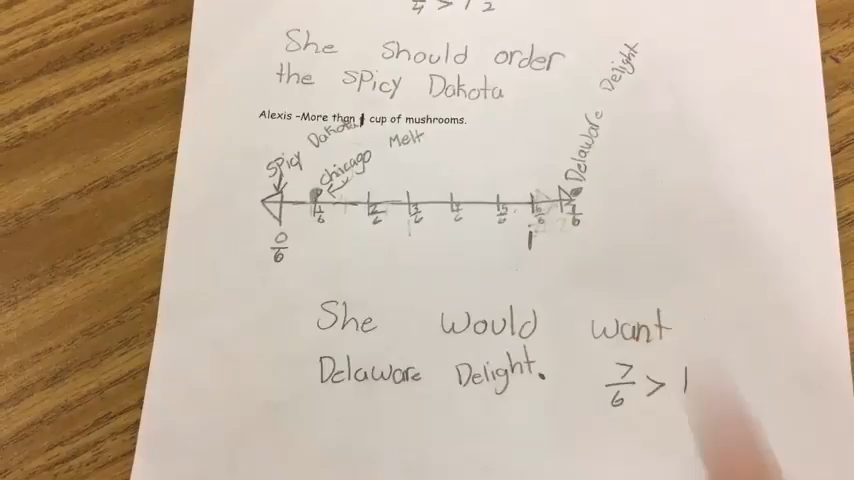 She should order
the spicy Dakota
Alexis –More than 1 cup of mushrooms.
Spicy Dakota
Chicago Melt
Delaware Delight
0/6 1/6 2/6 3/6 4/6 5/6 6/6 7/6
1
She would want
Delaware Delight. 7/6 > 1